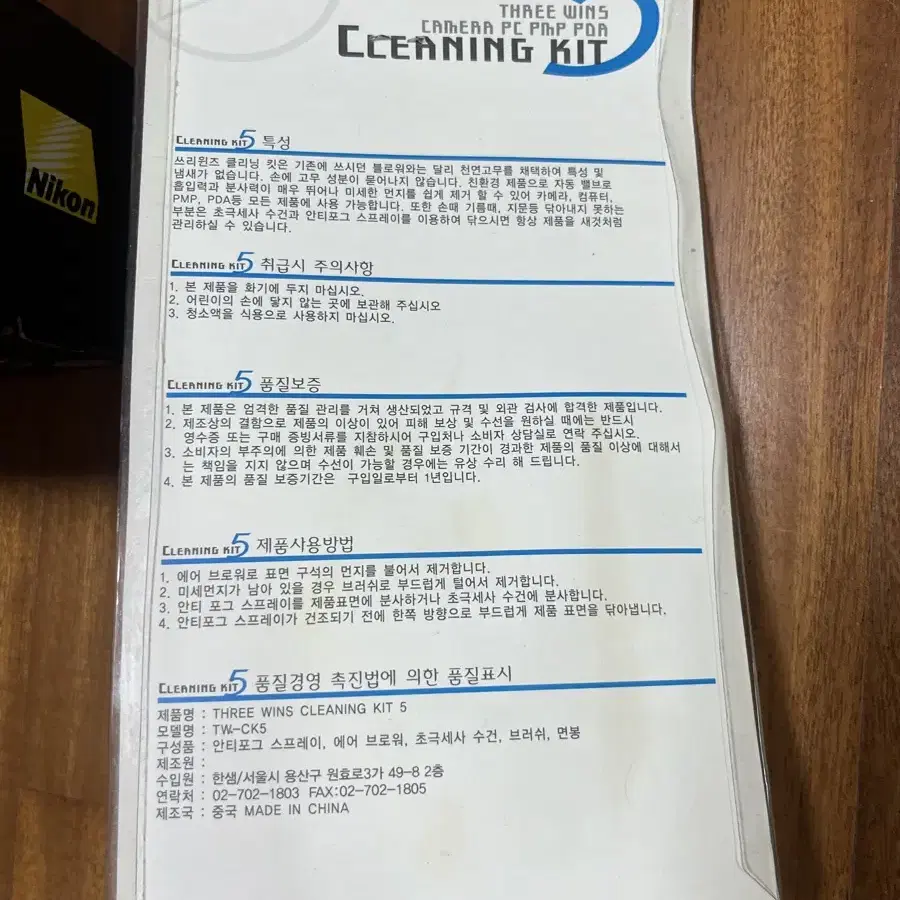 Nikon
THREE WINS
CAMERA PC PMP PDA
CLEANING KIT 5
CLEANING KIT 5 특성
쓰리윈즈 클리닝 킷은 기존에 쓰시던 블로워와는 달리 천연고무를 채택하여 특성 및
냄새가 없습니다. 손에 고무 성분이 묻어나지 않습니다. 친환경 제품으로 자동 밸브로
흡입력과 분사력이 매우 뛰어나 미세한 먼지를 쉽게 제거 할 수 있어 카메라, 컴퓨터,
PMP, PDA등 모든 제품에 사용 가능합니다. 또한 손때 기름때, 지문등 닦아내지 못하는
부분은 초극세사 수건과 안티포그 스프레이를 이용하여 닦으시면 항상 제품을 새것처럼
관리하실 수 있습니다.
CLEANING KIT 5 취급시 주의사항
1. 본 제품을 화기에 두지 마십시오.
2. 어린이의 손에 닿지 않는 곳에 보관해 주십시오
3. 청소액을 식용으로 사용하지 마십시오.
CLEANING KIT 5 품질보증
1. 본 제품은 엄격한 품질 관리를 거쳐 생산되었고 규격 및 외관 검사에 합격한 제품입니다.
2. 제조상의 결함으로 제품의 이상이 있어 피해 보상 및 수선을 원하실 때에는 반드시
영수증 또는 구매 증빙서류를 지참하시어 구입처나 소비자 상담실로 연락 주십시오.
3. 소비자의 부주의에 의한 제품 훼손 및 품질 보증 기간이 경과한 제품의 품질 이상에 대해서
는 책임을 지지 않으며 수선이 가능할 경우에는 유상 수리 해 드립니다.
4. 본 제품의 품질 보증기간은 구입일로부터 1년입니다.
CLEANING KIT 5 제품사용방법
1. 에어 브로워로 표면 구석의 먼지를 불어서 제거합니다.
2. 미세먼지가 남아 있을 경우 브러쉬로 부드럽게 털어서 제거합니다.
3. 안티 포그 스프레이를 제품표면에 분사하거나 초극세사 수건에 분사합니다.
4. 안티포그 스프레이가 건조되기 전에 한쪽 방향으로 부드럽게 제품 표면을 닦아냅니다.
CLEANING KIT 5 품질경영 촉진법에 의한 품질표시
제품명 : THREE WINS CLEANING KIT 5
모델명 : TW-CK5
구성품 : 안티포그 스프레이, 에어 브로워, 초극세사 수건, 브러쉬, 면봉
제조원 :
수입원 : 한샘/서울시 용산구 원효로3가 49-8 2층
연락처 : 02-702-1803 FAX:02-702-1805
제조국 : 중국 MADE IN CHINA